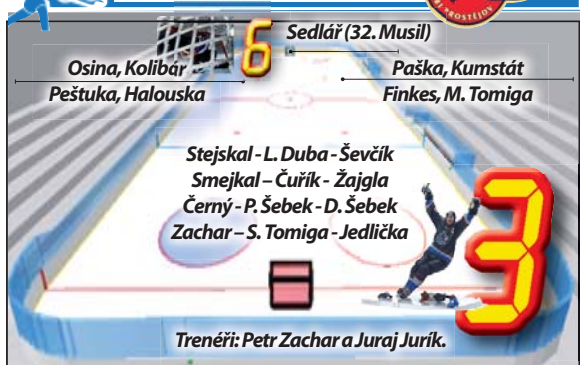 PROSTĚJOV
6
Sedlář (32. Musil)
Osina, Kolibár
Peštuka, Halouska
Paška, Kumstát
Finkes, M. Tomiga
Stejskal - L. Duba - Ševčík
Smejkal – Čuřík - Žajgla
Černý - P. Šebek - D. Šebek
Zachar – S. Tomiga - Jedlička
3
Trenéři: Petr Zachar a Juraj Jurík.